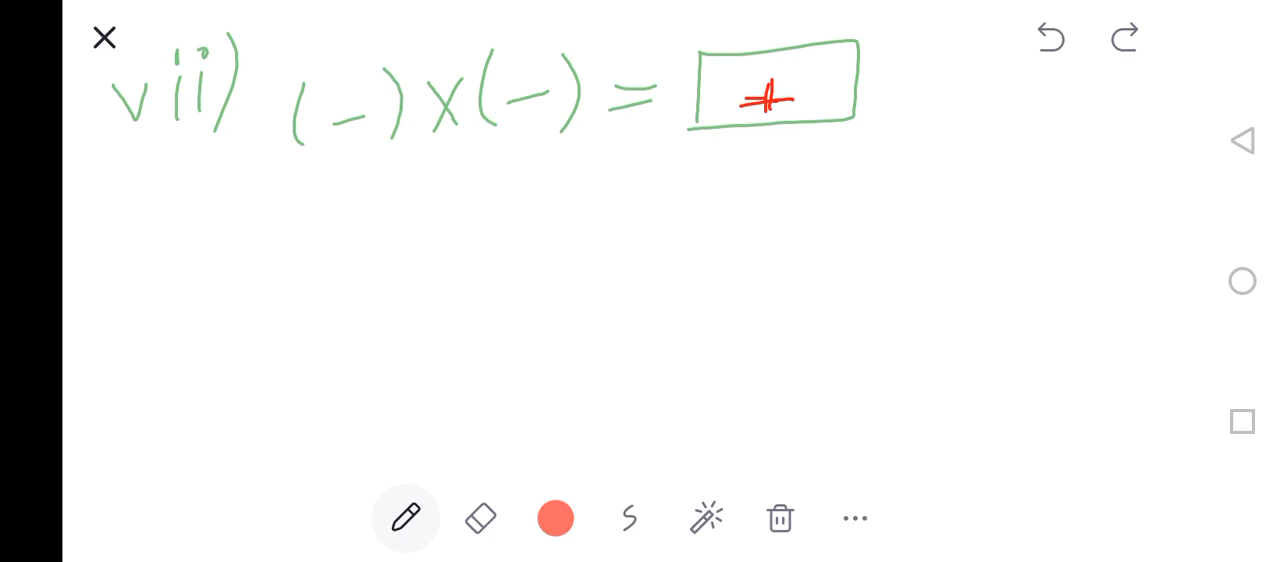 vii) (-) x (-) = +